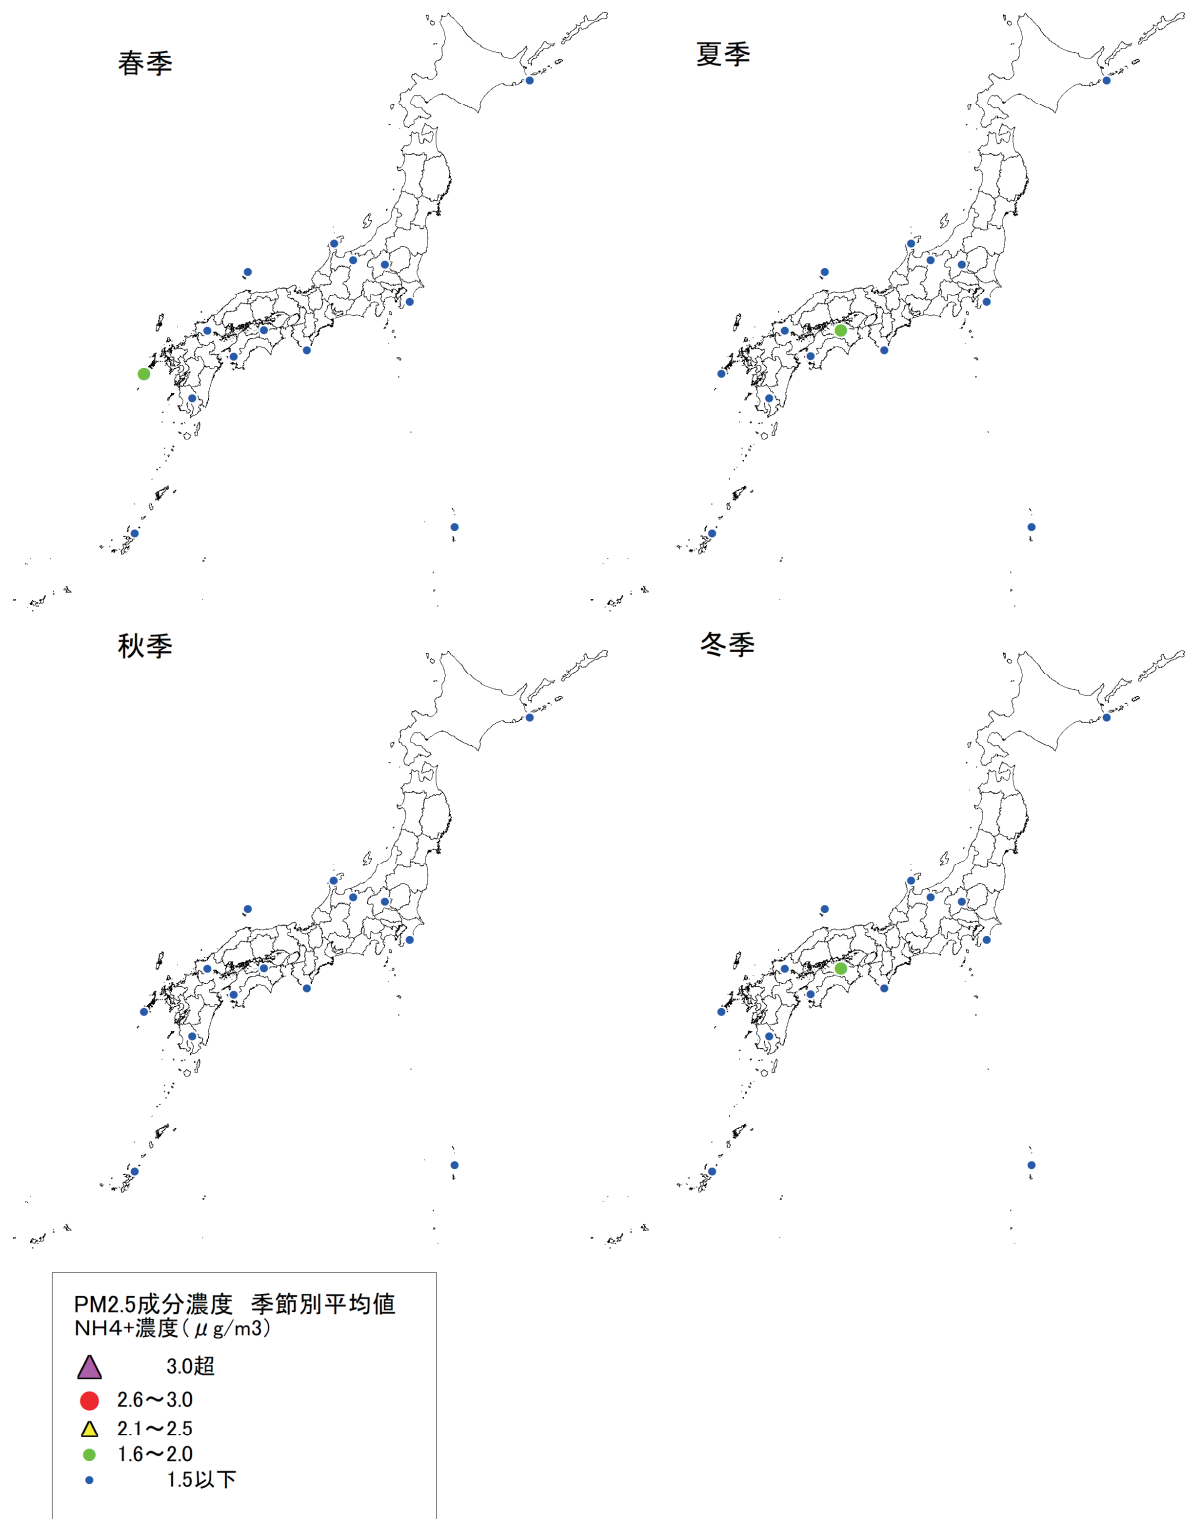 春季
夏季
秋季
冬季
PM2.5成分濃度　季節別平均値
NH4+濃度(μg/m3)
3.0超
2.6～3.0
2.1～2.5
1.6～2.0
1.5以下